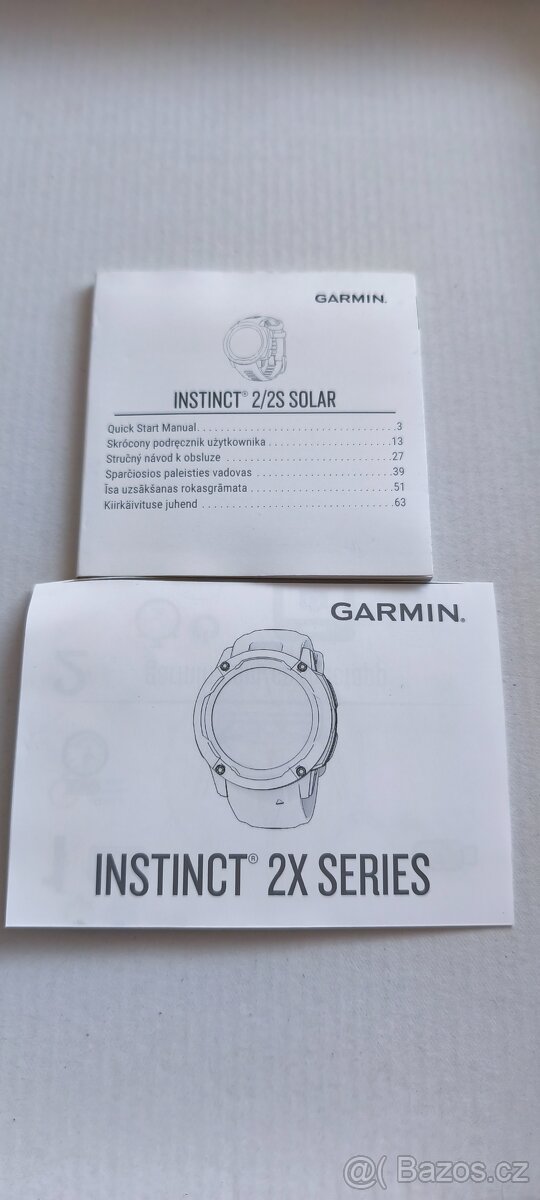 GARMIN.
INSTINCT® 2/2S SOLAR
Quick Start Manual.............................3
Skrócony podręcznik użytkownika.............................13
Stručný návod k obsluze.............................27
Sparčiosios paleisties vadovas.............................39
Īsa uzsākšanas rokasgrāmata.............................51
Kiirkäivituse juhend.............................63
GARMIN®
INSTINCT® 2X SERIES
@( Bazos.cz